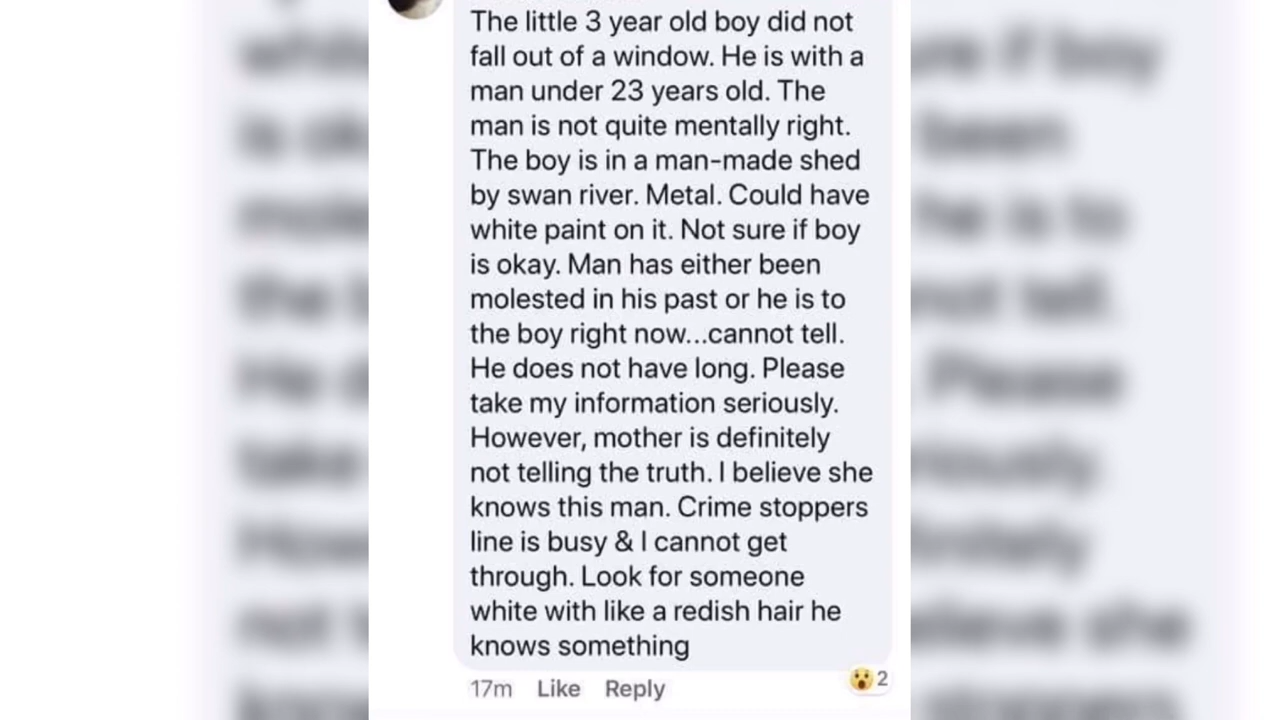 The little 3 year old boy did not
fall out of a window. He is with a
man under 23 years old. The
man is not quite mentally right.
The boy is in a man-made shed
by swan river. Metal. Could have
white paint on it. Not sure if boy
is okay. Man has either been
molested in his past or he is to
the boy right now...cannot tell.
He does not have long. Please
take my information seriously.
However, mother is definitely
not telling the truth. I believe she
knows this man. Crime stoppers
line is busy & I cannot get
through. Look for someone
white with like a redish hair he
knows something
17m Like Reply 2